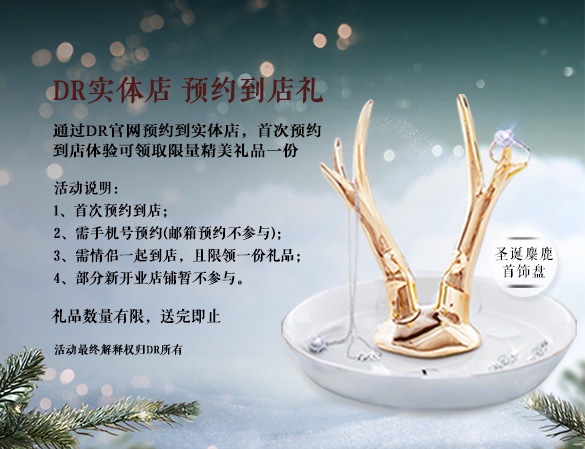 DR实体店 预约到店礼
通过DR官网预约到实体店，首次预约
到店体验可领取限量精美礼品一份
活动说明：
1、首次预约到店；
2、需手机号预约(邮箱预约不参与)；
3、需情侣一起到店，且限领一份礼品；
4、部分新开业店铺暂不参与。
圣诞麋鹿
首饰盘
礼品数量有限，送完即止
活动最终解释权归DR所有